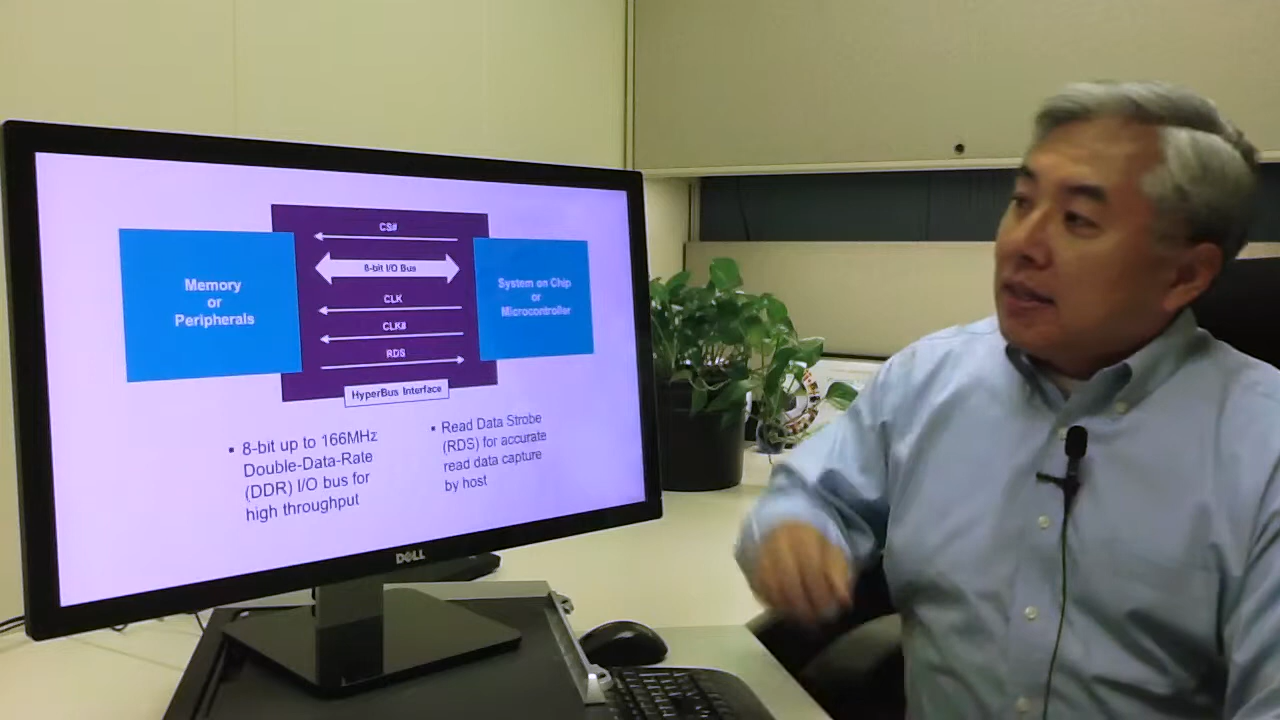 CS#
8-bit I/O Bus
CLK
CLK#
RDS
Memory
or
Peripherals
System on Chip
or
Microcontroller
HyperBus Interface
▪ 8-bit up to 166MHz
Double-Data-Rate
(DDR) I/O bus for
high throughput
▪ Read Data Strobe
(RDS) for accurate
read data capture
by host
DELL